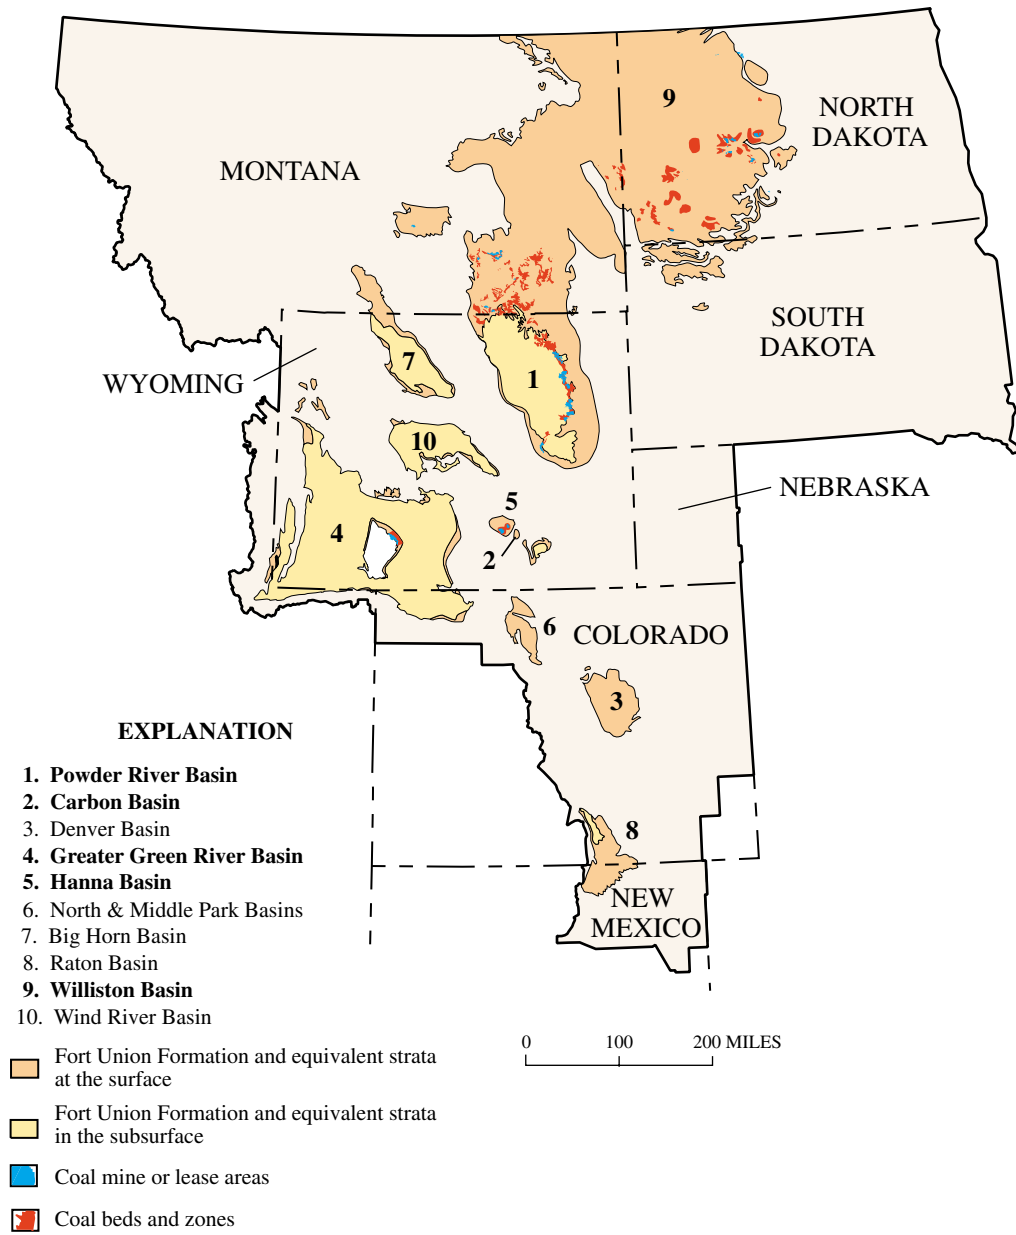 9
NORTH
DAKOTA
MONTANA
SOUTH
DAKOTA
WYOMING
7
1
10
NEBRASKA
5
4
2
6
COLORADO
3
8
NEW
MEXICO
EXPLANATION
1. Powder River Basin
2. Carbon Basin
3. Denver Basin
4. Greater Green River Basin
5. Hanna Basin
6. North & Middle Park Basins
7. Big Horn Basin
8. Raton Basin
9. Williston Basin
10. Wind River Basin
0 100 200 MILES
Fort Union Formation and equivalent strata
at the surface
Fort Union Formation and equivalent strata
in the subsurface
Coal mine or lease areas
Coal beds and zones